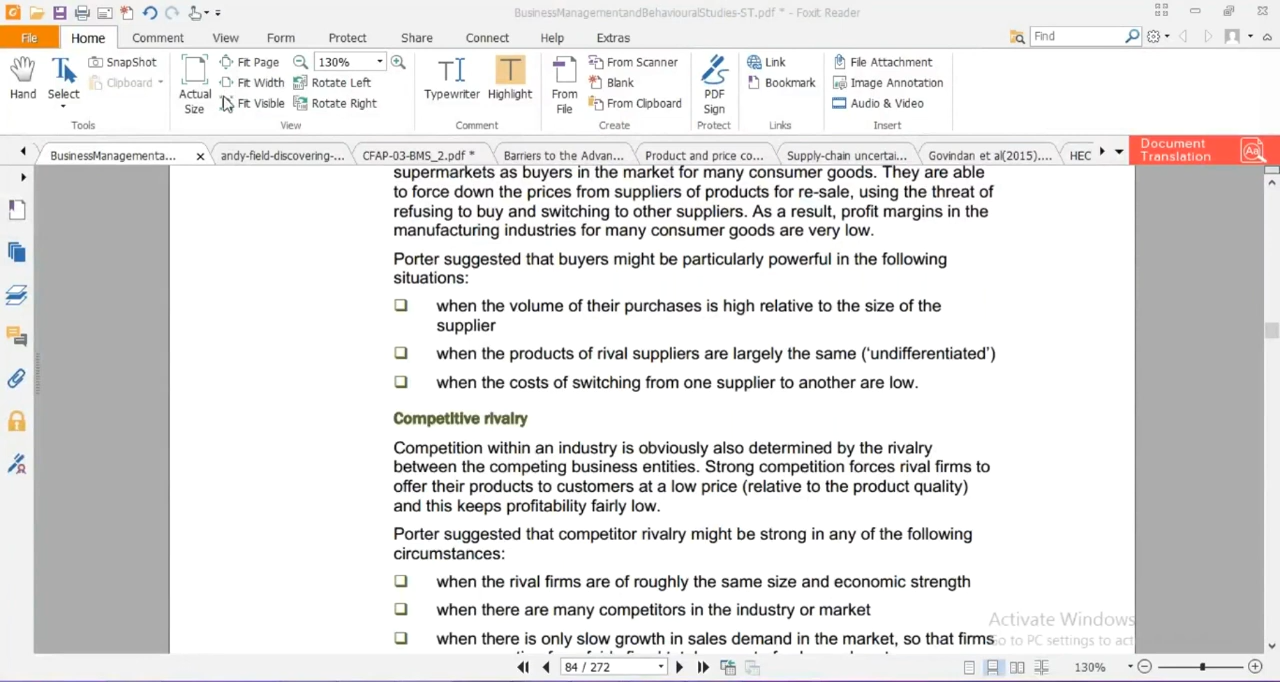 BusinessManagementandBehaviouralStudies-ST.pdf * - Foxit Reader
File Home Comment View Form Protect Share Connect Help Extras Find
Hand
Select
SnapShot
Clipboard
Tools
Actual Size
Fit Page
Fit Width
Fit Visible
130%
Rotate Left
Rotate Right
View
Typewriter
Highlight
Comment
From File
From Scanner
Blank
From Clipboard
Create
PDF Sign
Protect
Link
Bookmark
Links
File Attachment
Image Annotation
Audio & Video
Insert
BusinessManagementa... andy-field-discovering-... CFAP-03-BMS_2.pdf * Barriers to the Advan... Product and price co... Supply-chain uncertai... Govindan et al(2015).... HEC
Document Translation
supermarkets as buyers in the market for many consumer goods. They are able
to force down the prices from suppliers of products for re-sale, using the threat of
refusing to buy and switching to other suppliers. As a result, profit margins in the
manufacturing industries for many consumer goods are very low.
Porter suggested that buyers might be particularly powerful in the following
situations:
when the volume of their purchases is high relative to the size of the
supplier
when the products of rival suppliers are largely the same (‘undifferentiated’)
when the costs of switching from one supplier to another are low.
Competitive rivalry
Competition within an industry is obviously also determined by the rivalry
between the competing business entities. Strong competition forces rival firms to
offer their products to customers at a low price (relative to the product quality)
and this keeps profitability fairly low.
Porter suggested that competitor rivalry might be strong in any of the following
circumstances:
when the rival firms are of roughly the same size and economic strength
when there are many competitors in the industry or market
when there is only slow growth in sales demand in the market, so that firms
Activate Windows
Go to PC settings to act
84 / 272
130%